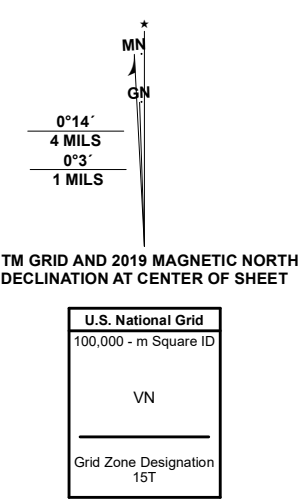 ★
MN
GN
0°14´
4 MILS
0°3´
1 MILS
TM GRID AND 2019 MAGNETIC NORTH
DECLINATION AT CENTER OF SHEET
U.S. National Grid
100,000 - m Square ID
VN
Grid Zone Designation
15T